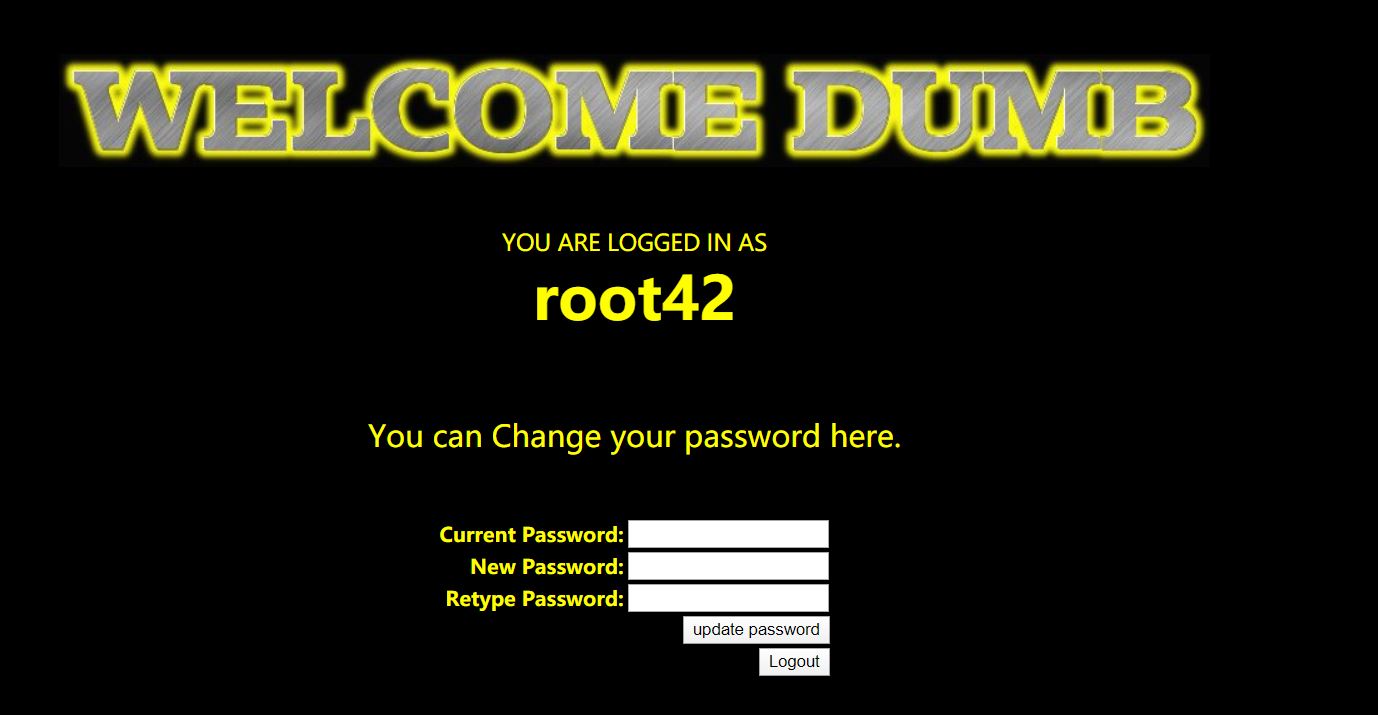 WELCOME DUMB
YOU ARE LOGGED IN AS
root42
You can Change your password here.
Current Password:
New Password:
Retype Password:
update password
Logout